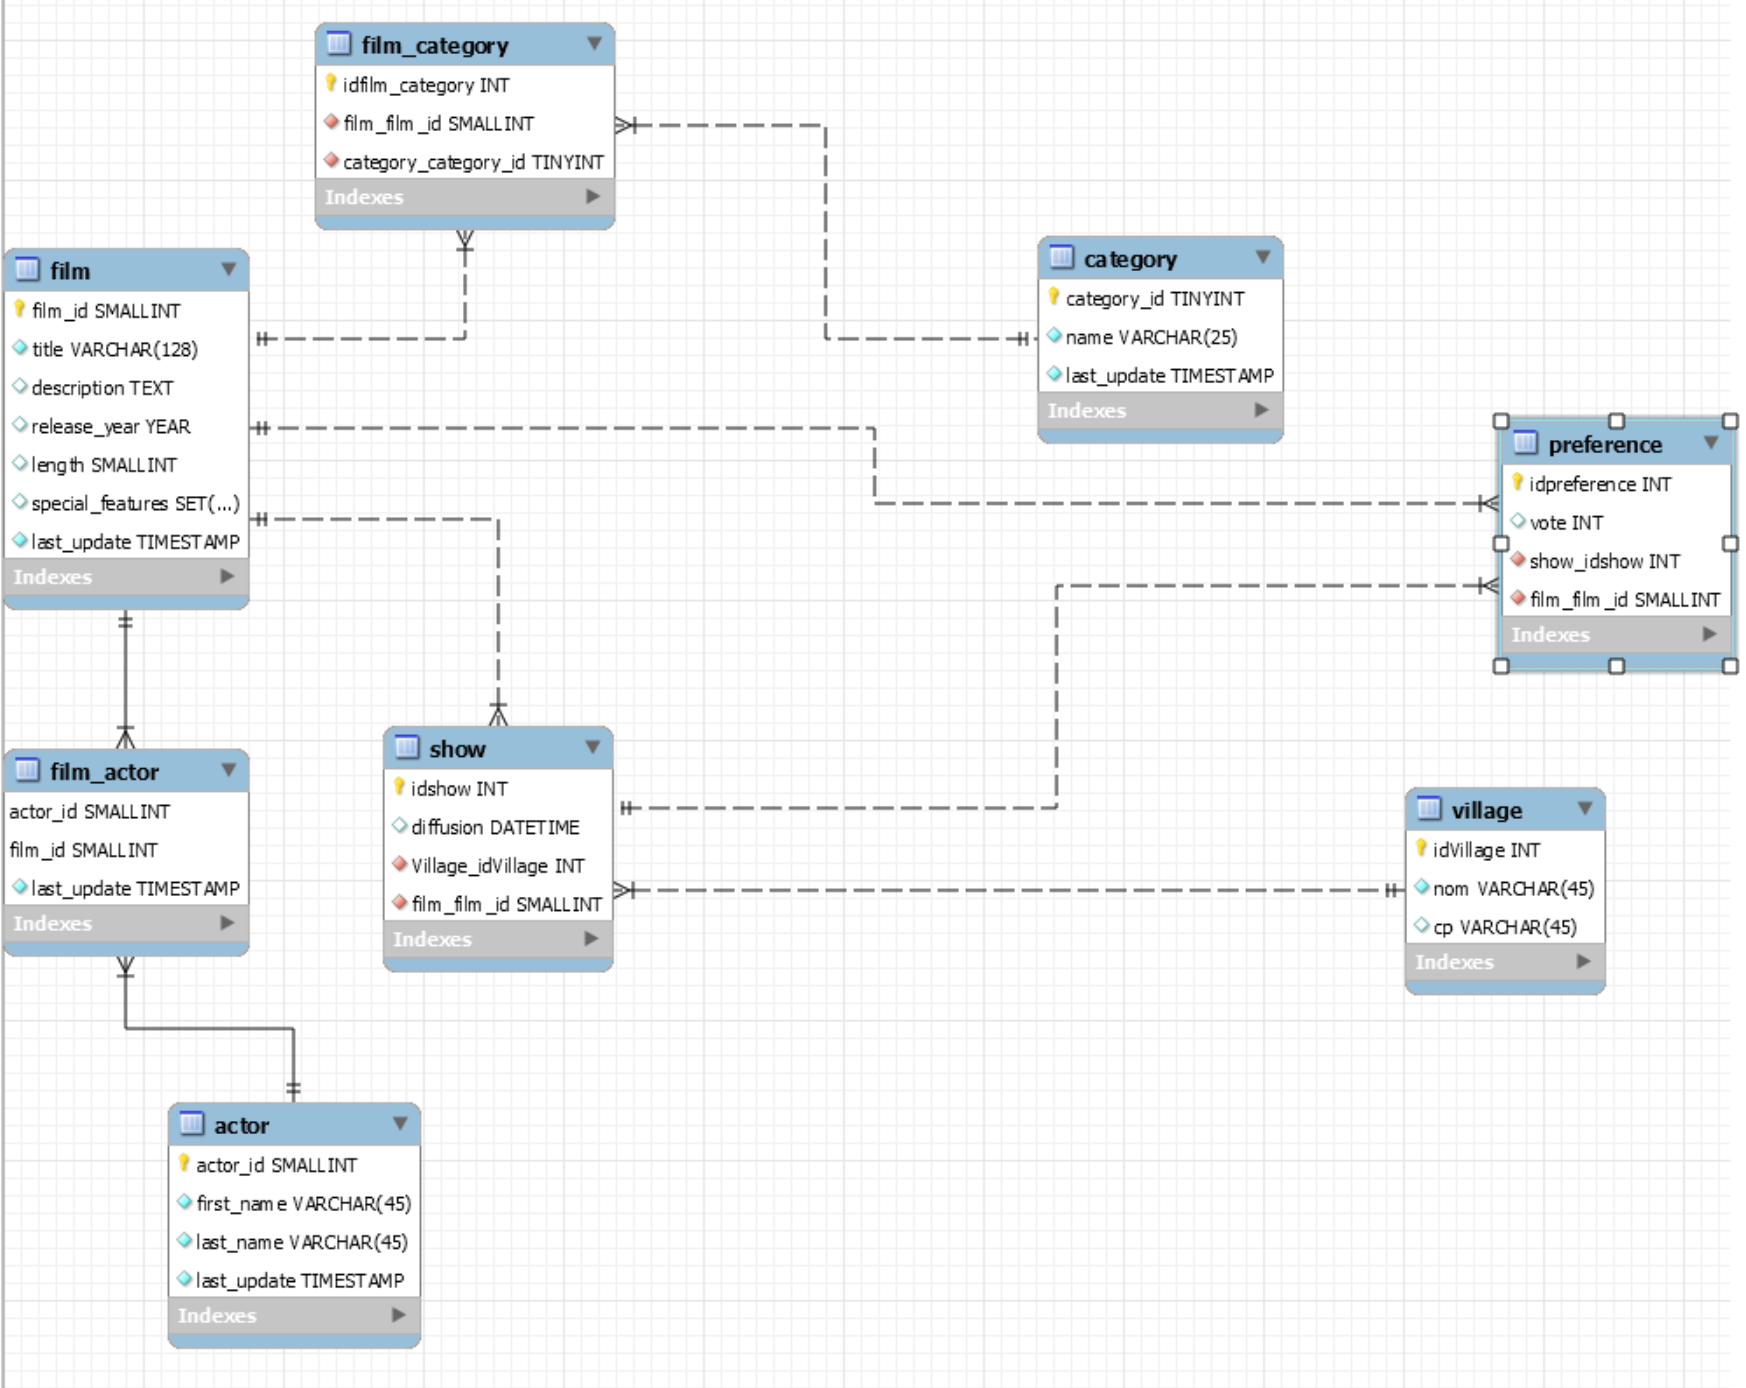 film_category
idfilm_category INT
film_film_id SMALLINT
category_category_id TINYINT
Indexes
film
film_id SMALLINT
title VARCHAR(128)
description TEXT
release_year YEAR
length SMALLINT
special_features SET(...)
last_update TIMESTAMP
Indexes
category
category_id TINYINT
name VARCHAR(25)
last_update TIMESTAMP
Indexes
preference
idpreference INT
vote INT
show_idshow INT
film_film_id SMALLINT
Indexes
film_actor
actor_id SMALLINT
film_id SMALLINT
last_update TIMESTAMP
Indexes
show
idshow INT
diffusion DATETIME
Village_idVillage INT
film_film_id SMALLINT
Indexes
village
idVillage INT
nom VARCHAR(45)
cp VARCHAR(45)
Indexes
actor
actor_id SMALLINT
first_name VARCHAR(45)
last_name VARCHAR(45)
last_update TIMESTAMP
Indexes